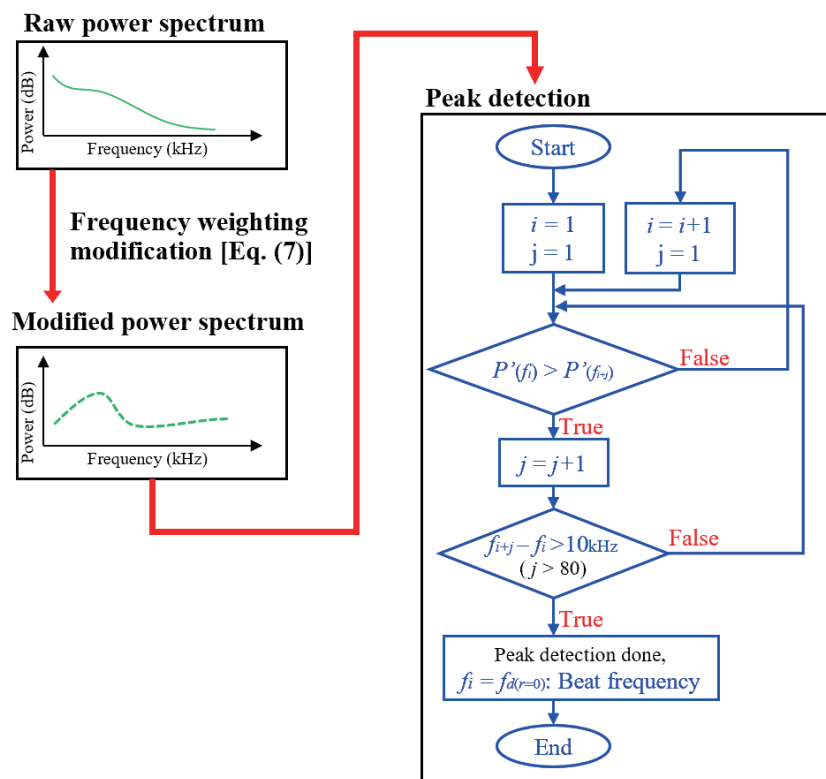 Raw power spectrum
Power (dB)
Frequency (kHz)
Frequency weighting
modification [Eq. (7)]
Modified power spectrum
Power (dB)
Frequency (kHz)
Peak detection
Start
i = 1
j = 1
i = i+1
j = 1
P’(fi) > P’(fi+j)
False
True
j = j+1
fi+j – fi >10kHz
( j > 80)
False
True
Peak detection done,
fi = fd(r=0): Beat frequency
End